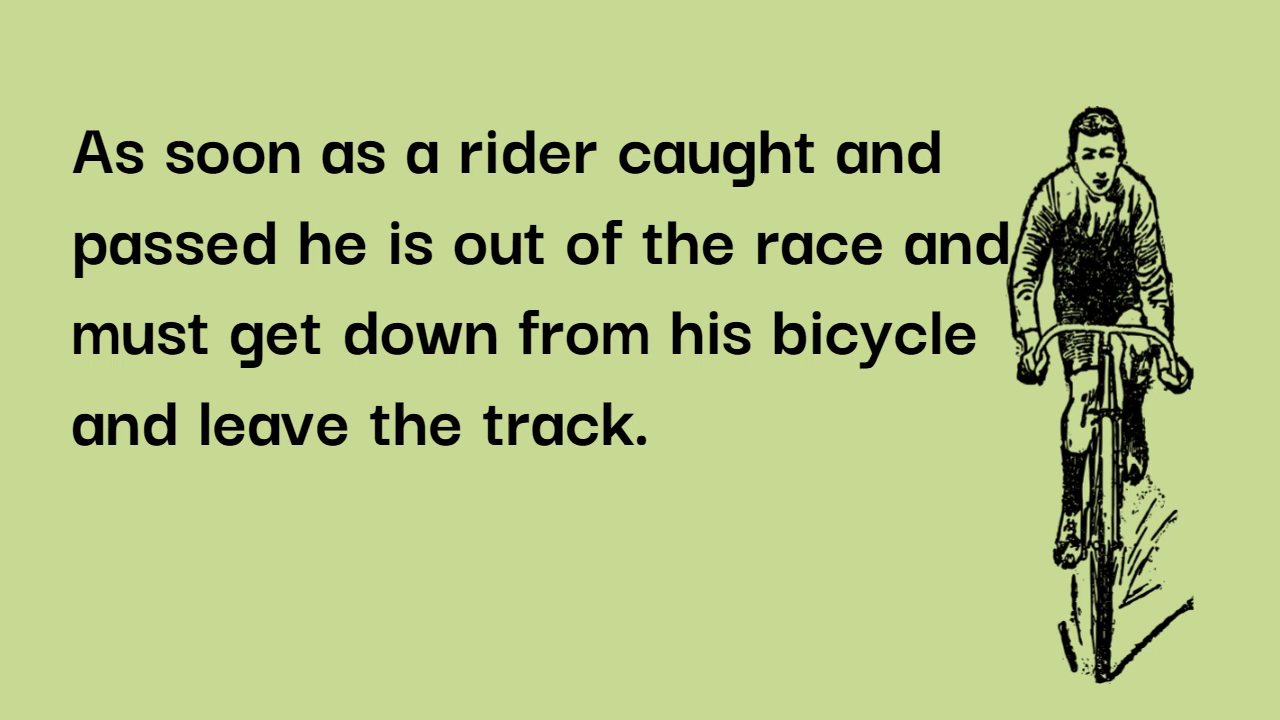 As soon as a rider caught and
passed he is out of the race and
must get down from his bicycle
and leave the track.